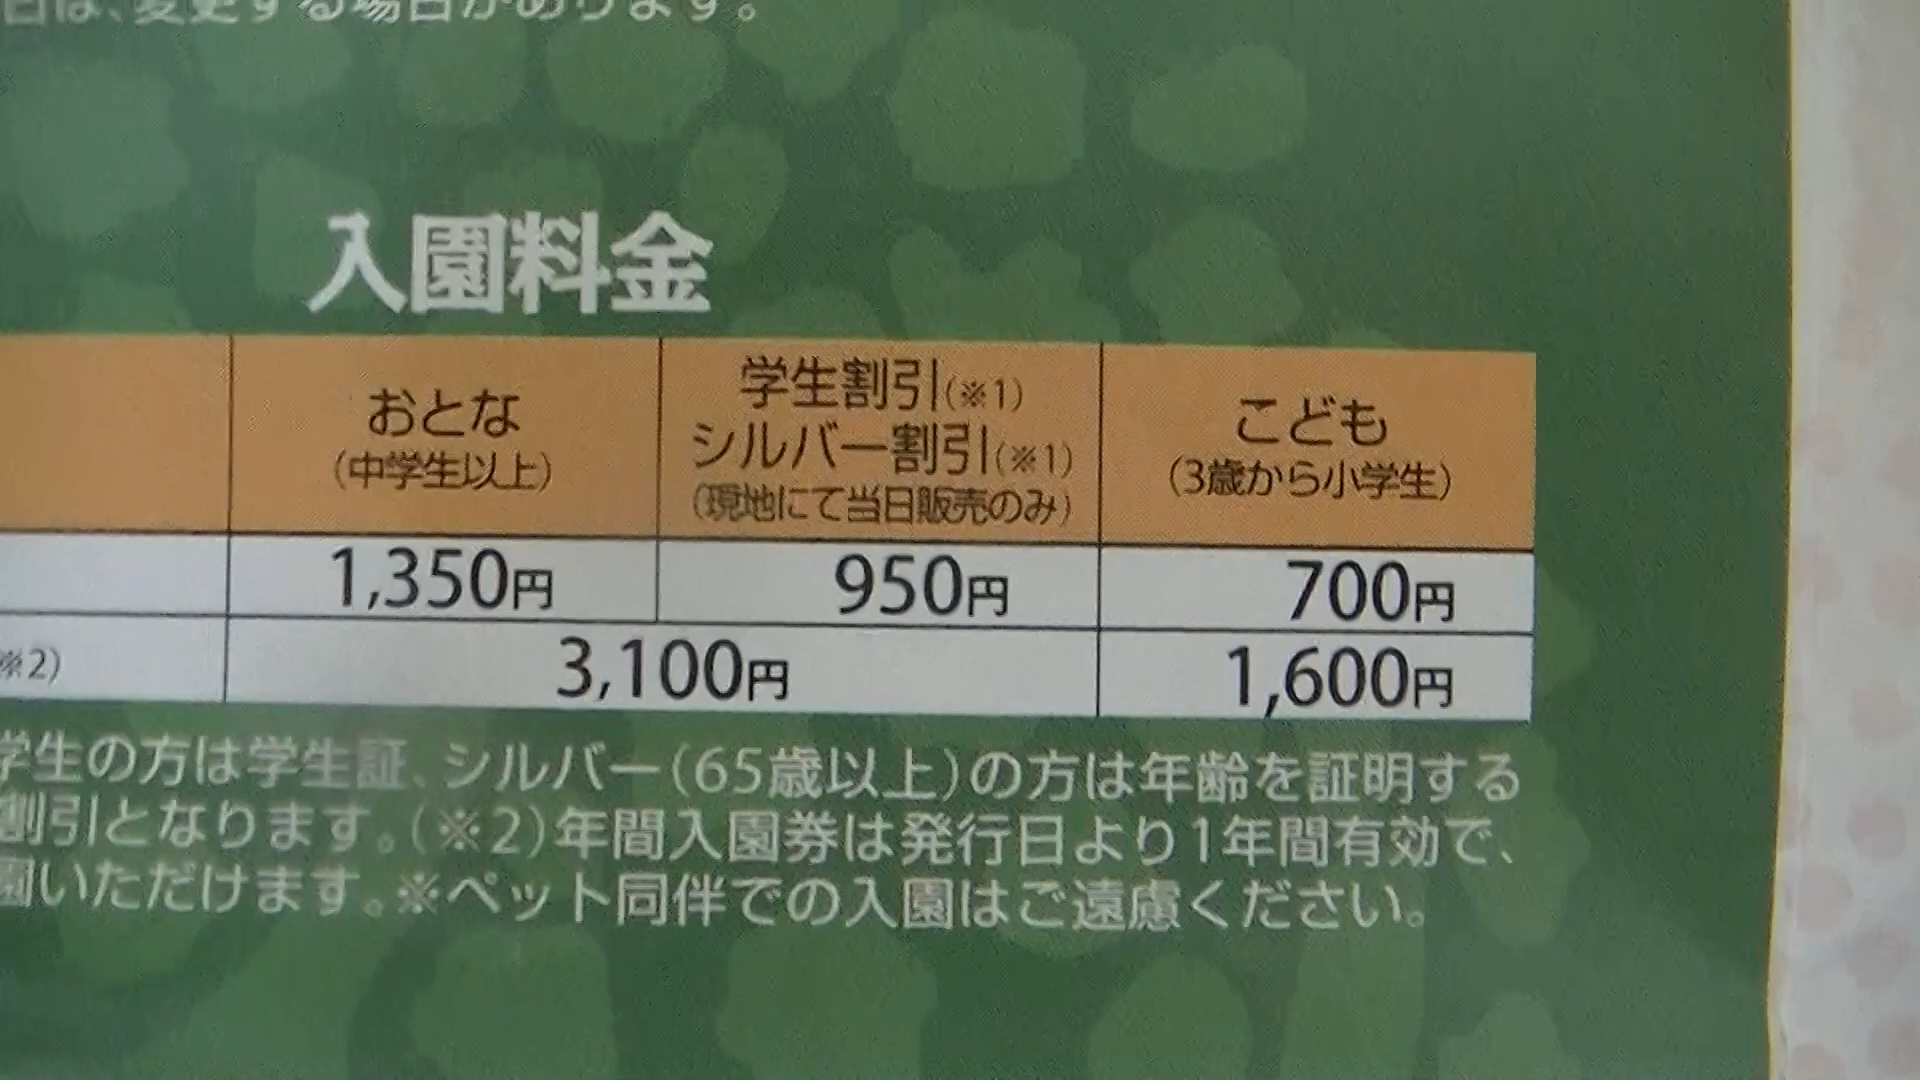 日は、変更する場合があります。
入園料金
おとな
（中学生以上）
学生割引(※1)
シルバー割引(※1)
（現地にて当日販売のみ）
こども
（3歳から小学生）
1,350円
950円
700円
※2)
3,100円
1,600円
学生の方は学生証、シルバー（65歳以上）の方は年齢を証明する
割引となります。（※2）年間入園券は発行日より1年間有効で、
園いただけます。※ペット同伴での入園はご遠慮ください。